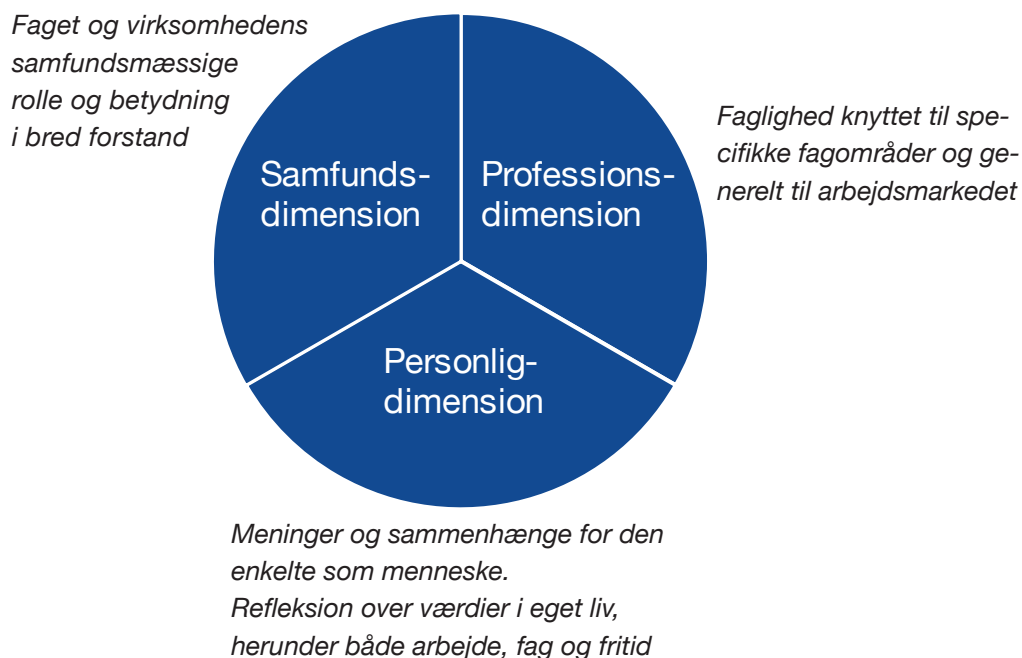 Faget og virksomhedens
samfundsmæssige
rolle og betydning
i bred forstand
Samfunds-
dimension
Professions-
dimension
Faglighed knyttet til spe-
cifikke fagområder og ge-
nerelt til arbejdsmarkedet
Personlig-
dimension
Meninger og sammenhænge for den
enkelte som menneske.
Refleksion over værdier i eget liv,
herunder både arbejde, fag og fritid